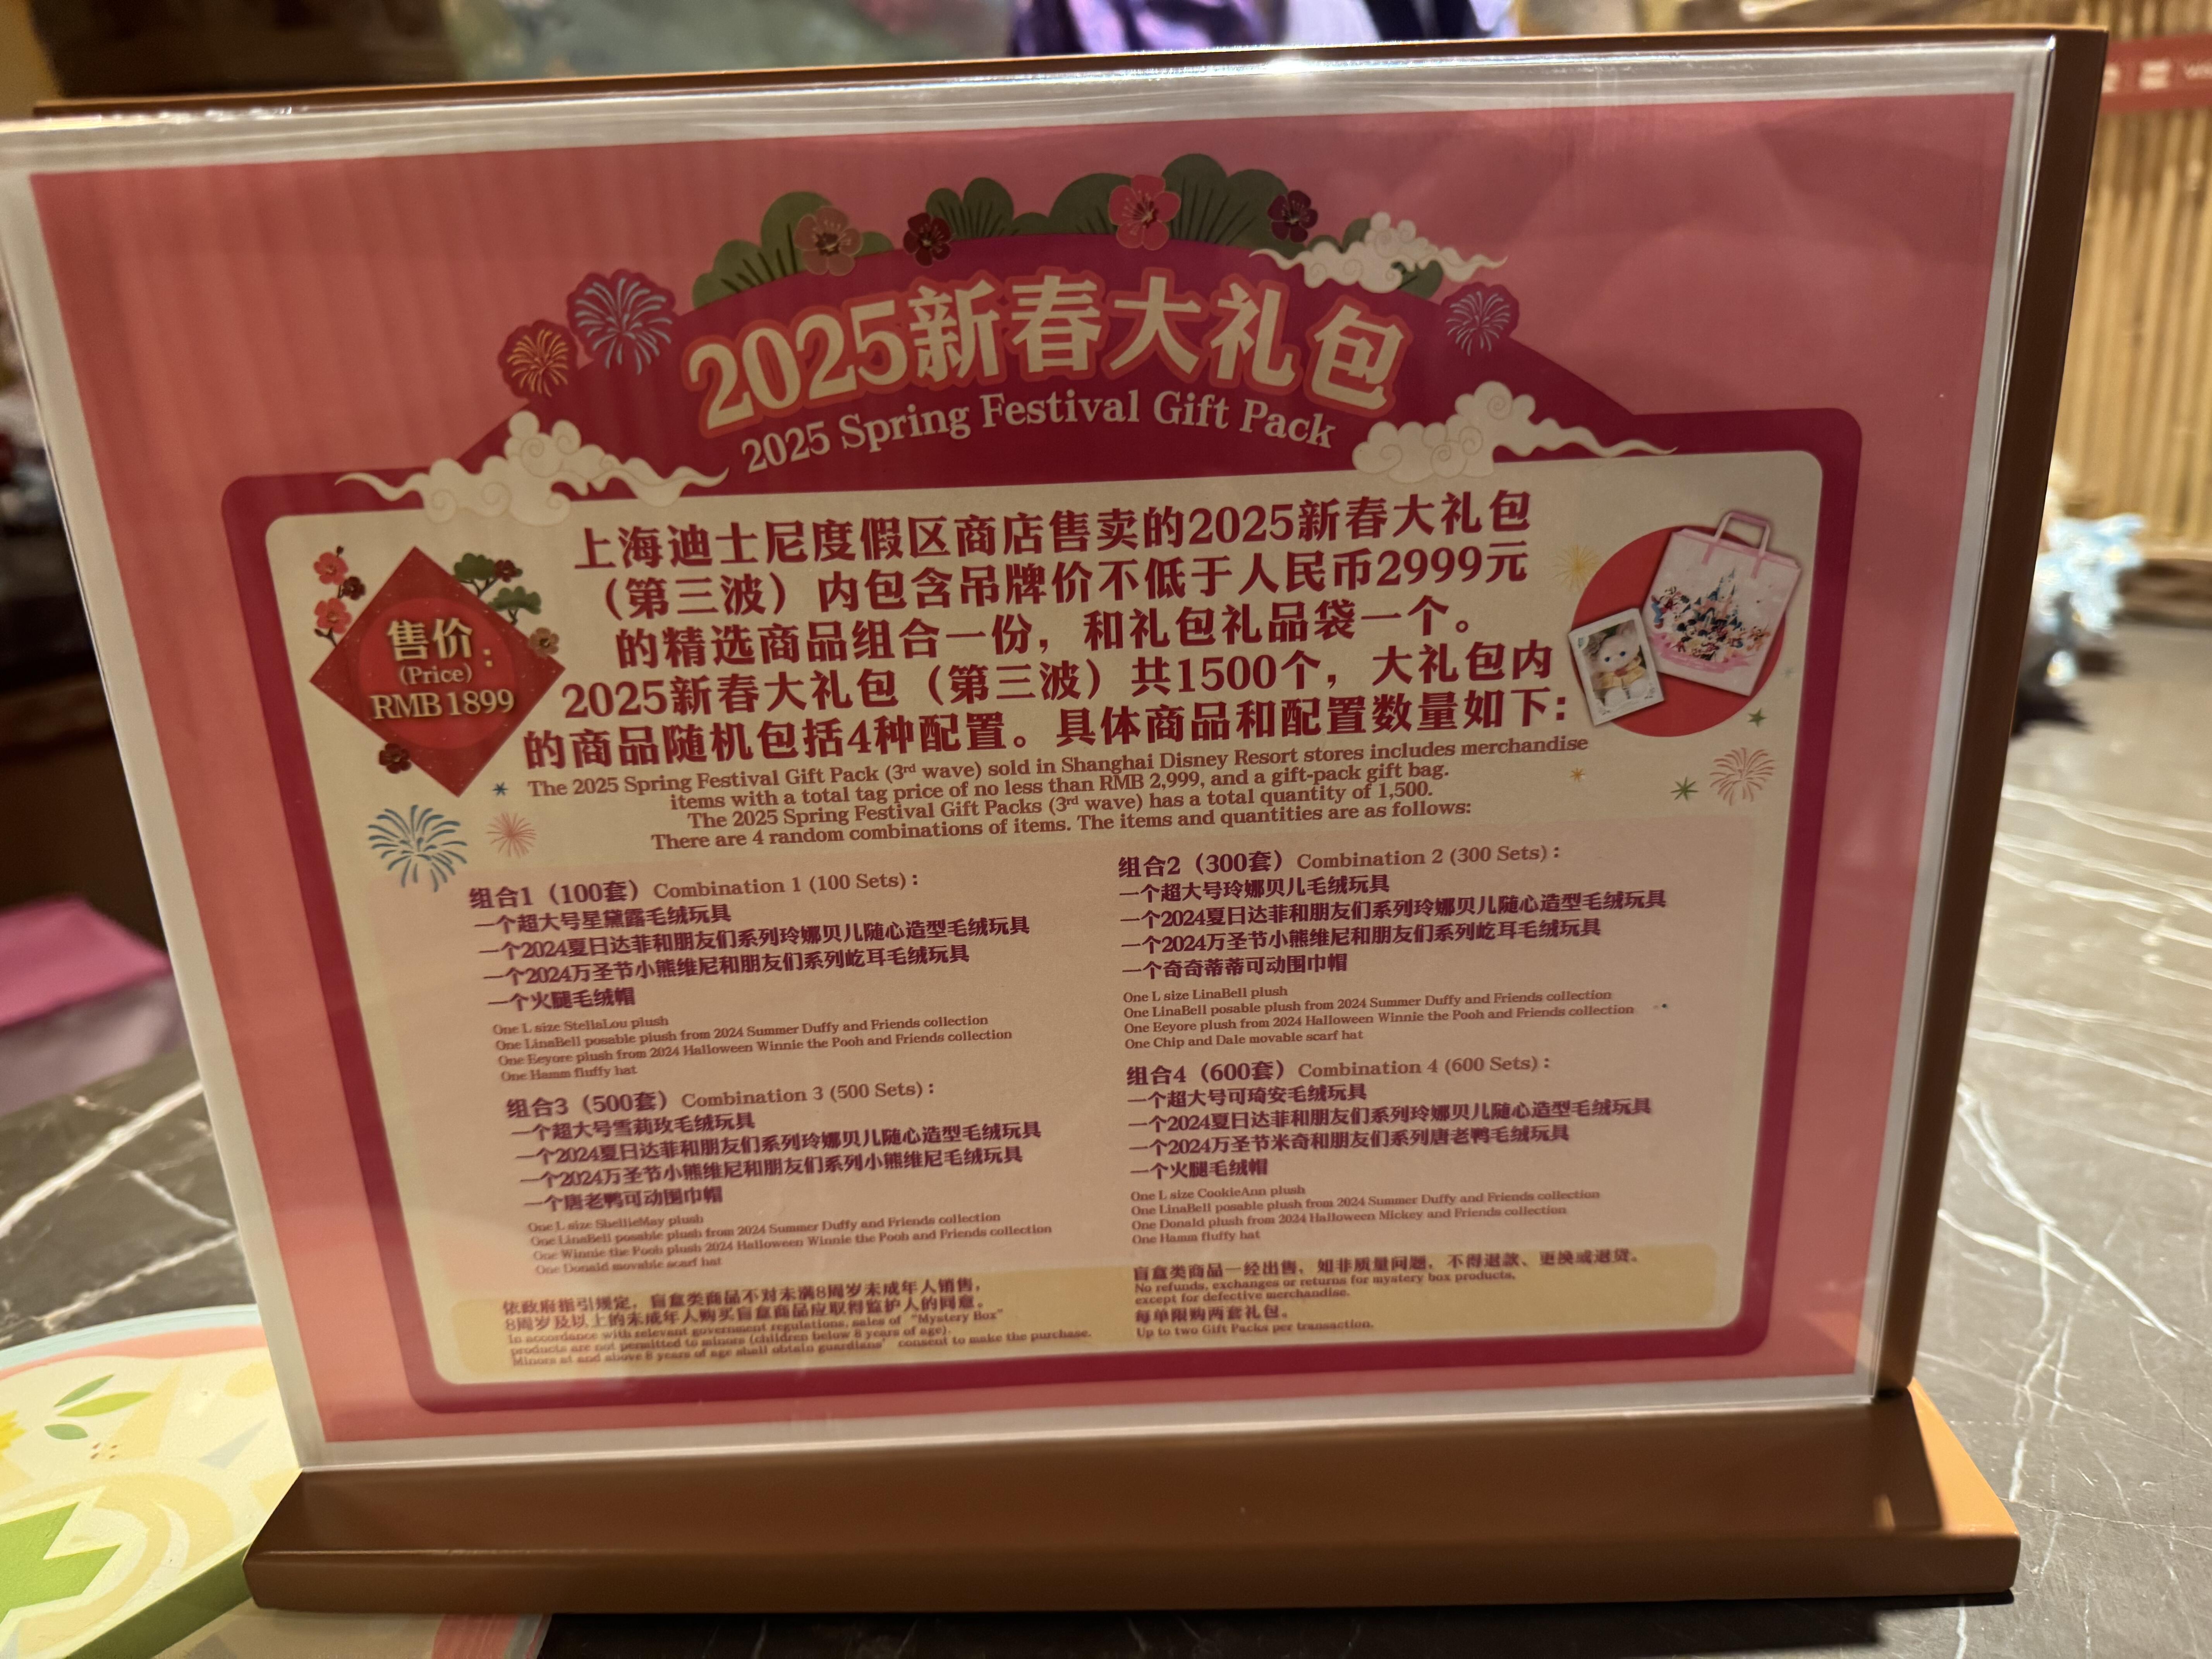 2025新春大礼包
2025 Spring Festival Gift Pack
售价:
(Price)
RMB 1899
上海迪士尼度假区商店售卖的2025新春大礼包
（第三波）内包含吊牌价不低于人民币2999元
的精选商品组合一份，和礼包礼品袋一个。
2025新春大礼包（第三波）共1500个，大礼包内
的商品随机包括4种配置。具体商品和配置数量如下:
The 2025 Spring Festival Gift Pack (3rd wave) sold in Shanghai Disney Resort stores includes merchandise
items with a total tag price of no less than RMB 2,999, and a gift-pack gift bag.
The 2025 Spring Festival Gift Packs (3rd wave) has a total quantity of 1,500.
There are 4 random combinations of items. The items and quantities are as follows:
组合1（100套）Combination 1 (100 Sets):
一个超大号星黛露毛绒玩具
一个2024夏日达菲和朋友们系列玲娜贝儿随心造型毛绒玩具
一个2024万圣节小熊维尼和朋友们系列屹耳毛绒玩具
一个火腿毛绒帽
One L size StellaLou plush
One LinaBell posable plush from 2024 Summer Duffy and Friends collection
One Eeyore plush from 2024 Halloween Winnie the Pooh and Friends collection
One Hamm fluffy hat
组合2（300套）Combination 2 (300 Sets):
一个超大号玲娜贝儿毛绒玩具
一个2024夏日达菲和朋友们系列玲娜贝儿随心造型毛绒玩具
一个2024万圣节小熊维尼和朋友们系列屹耳毛绒玩具
一个奇奇蒂蒂可动围巾帽
One L size LinaBell plush
One LinaBell posable plush from 2024 Summer Duffy and Friends collection
One Eeyore plush from 2024 Halloween Winnie the Pooh and Friends collection
One Chip and Dale movable scarf hat
组合3（500套）Combination 3 (500 Sets):
一个超大号雪莉玫毛绒玩具
一个2024夏日达菲和朋友们系列玲娜贝儿随心造型毛绒玩具
一个2024万圣节小熊维尼和朋友们系列小熊维尼毛绒玩具
一个唐老鸭可动围巾帽
One L size ShellieMay plush
One LinaBell posable plush from 2024 Summer Duffy and Friends collection
One Winnie the Pooh plush 2024 Halloween Winnie the Pooh and Friends collection
One Donald movable scarf hat
组合4（600套）Combination 4 (600 Sets):
一个超大号可琦安毛绒玩具
一个2024夏日达菲和朋友们系列玲娜贝儿随心造型毛绒玩具
一个2024万圣节米奇和朋友们系列唐老鸭毛绒玩具
一个火腿毛绒帽
One L size CookieAnn plush
One LinaBell posable plush from 2024 Summer Duffy and Friends collection
One Donald plush from 2024 Halloween Mickey and Friends collection
One Hamm fluffy hat
依政府指引规定，盲盒类商品不对未满8周岁未成年人销售，
8周岁及以上的未成年人购买盲盒商品应取得监护人的同意。
In accordance with relevant government regulations, sales of "Mystery Box"
products are not permitted to minors (children below 8 years of age).
Minors at and above 8 years of age shall obtain guardians' consent to make the purchase.
盲盒类商品一经出售，如非质量问题，不得退款、更换或退货。
No refunds, exchanges or returns for mystery box products,
except for defective merchandise.
每单限购两套礼包。
Up to two Gift Packs per transaction.